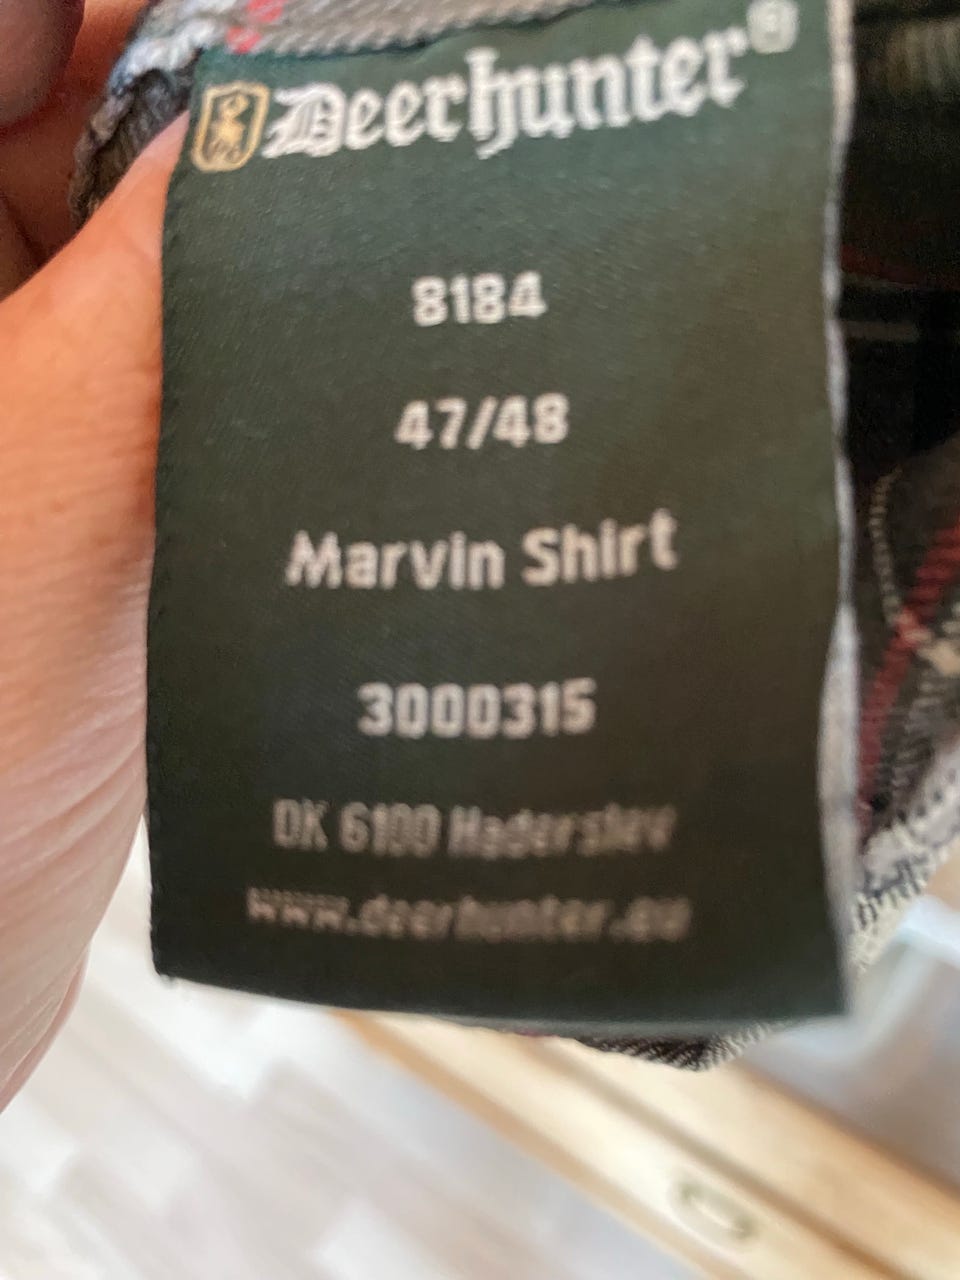 Deerhunter®
8184
47/48
Marvin Shirt
3000315
DK 6100 Haderslev
www.deerhunter.eu